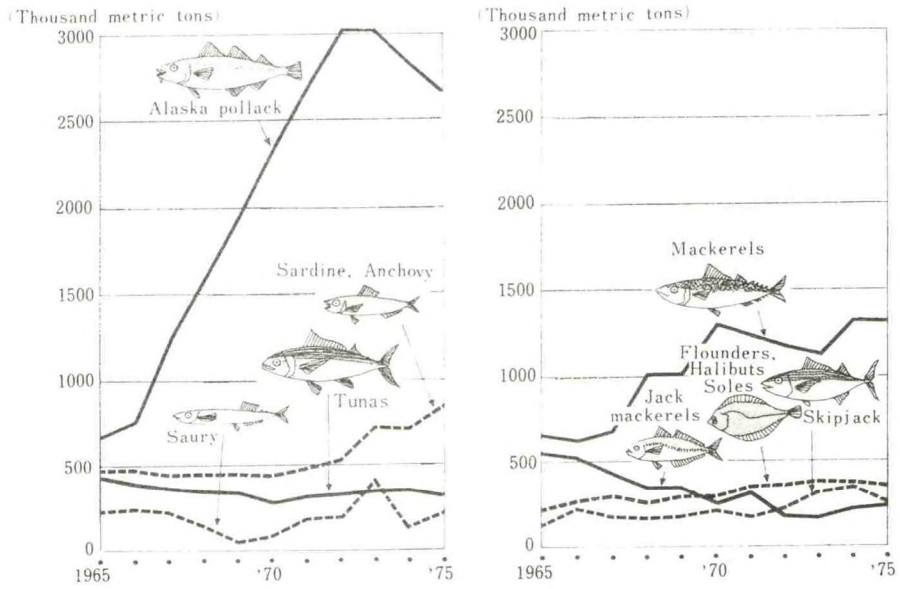 (Thousand metric tons)
3000
2500
2000
1500
1000
500
0
Alaska pollack
Sardine, Anchovy
Tunas
Saury
1965
'70
'75
(Thousand metric tons)
3000
2500
2000
1500
1000
500
0
Mackerels
Flounders,
Halibuts
Soles
Jack
mackerels
Skipjack
1965
'70
'75